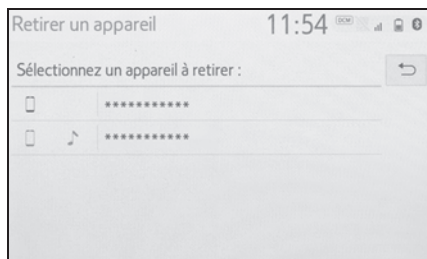 Retirer un appareil 11:54 DCM
Sélectionnez un appareil à retirer :
***********
***********